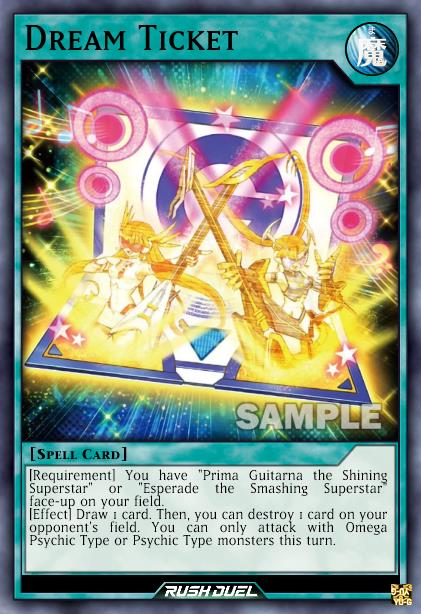 DREAM TICKET
ま
魔
SAMPLE
[SPELL CARD]
[Requirement] You have "Prima Guitarna the Shining
Superstar" or "Esperade the Smashing Superstar"
face-up on your field.
[Effect] Draw 1 card. Then, you can destroy 1 card on your
opponent's field. You can only attack with Omega
Psychic Type or Psychic Type monsters this turn.
RUSH DUEL